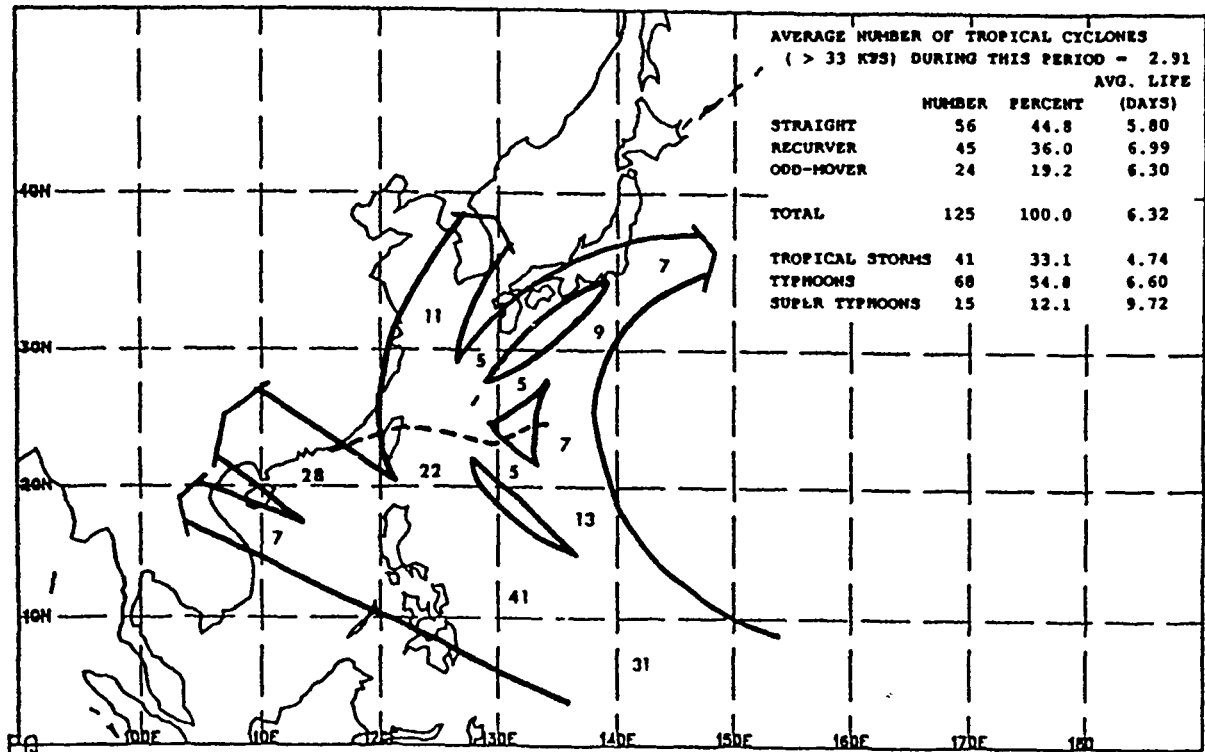 AVERAGE NUMBER OF TROPICAL CYCLONES
( > 33 KTS) DURING THIS PERIOD = 2.91
AVG. LIFE
NUMBER PERCENT (DAYS)
STRAIGHT 56 44.8 5.80
RECURVER 45 36.0 6.99
ODD-MOVER 24 19.2 6.30
TOTAL 125 100.0 6.32
TROPICAL STORMS 41 33.1 4.74
TYPHOONS 68 54.8 6.60
SUPER TYPHOONS 15 12.1 9.72
40N
7
11
9
30N
5
5
7
28
22
5
20N
13
7
41
10N
31
100E 110E 120E 130E 140E 150E 160E 170E 180